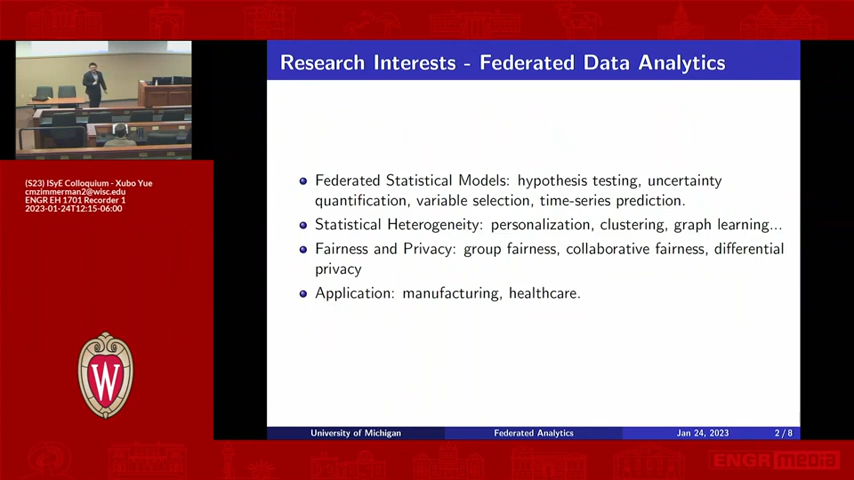 Research Interests - Federated Data Analytics
Federated Statistical Models: hypothesis testing, uncertainty
quantification, variable selection, time-series prediction.
Statistical Heterogeneity: personalization, clustering, graph learning...
Fairness and Privacy: group fairness, collaborative fairness, differential
privacy
Application: manufacturing, healthcare.
University of Michigan
Federated Analytics
Jan 24, 2023
2 / 8
(S23) ISyE Colloquium - Xubo Yue
cmzimmerman2@wisc.edu
ENGR EH 1701 Recorder 1
2023-01-24T12:15-06:00
W
ENGR media